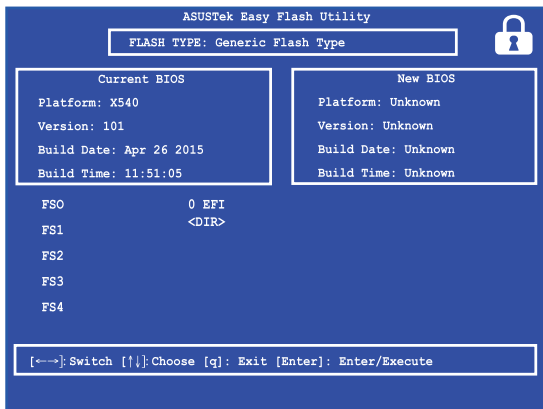 ASUSTek Easy Flash Utility
FLASH TYPE: Generic Flash Type
Current BIOS
Platform: X540
Version: 101
Build Date: Apr 26 2015
Build Time: 11:51:05
New BIOS
Platform: Unknown
Version: Unknown
Build Date: Unknown
Build Time: Unknown
FSO
FS1
FS2
FS3
FS4
0 EFI
<DIR>
[←→]: Switch [↑↓]: Choose [q]: Exit [Enter]: Enter/Execute